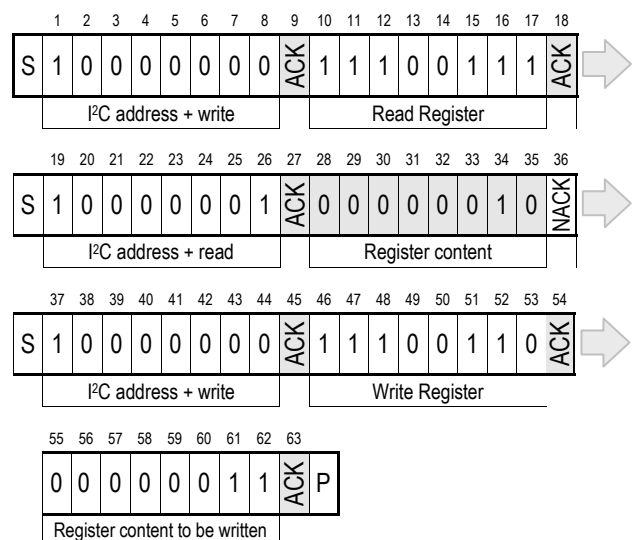 1 2 3 4 5 6 7 8 9 10 11 12 13 14 15 16 17 18
S 1 0 0 0 0 0 0 0 ACK 1 1 1 0 0 1 1 1 ACK
I²C address + write Read Register
19 20 21 22 23 24 25 26 27 28 29 30 31 32 33 34 35 36
S 1 0 0 0 0 0 0 1 ACK 0 0 0 0 0 0 1 0 NACK
I²C address + read Register content
37 38 39 40 41 42 43 44 45 46 47 48 49 50 51 52 53 54
S 1 0 0 0 0 0 0 0 ACK 1 1 1 0 0 1 1 0 ACK
I²C address + write Write Register
55 56 57 58 59 60 61 62 63
0 0 0 0 0 0 1 1 ACK P
Register content to be written